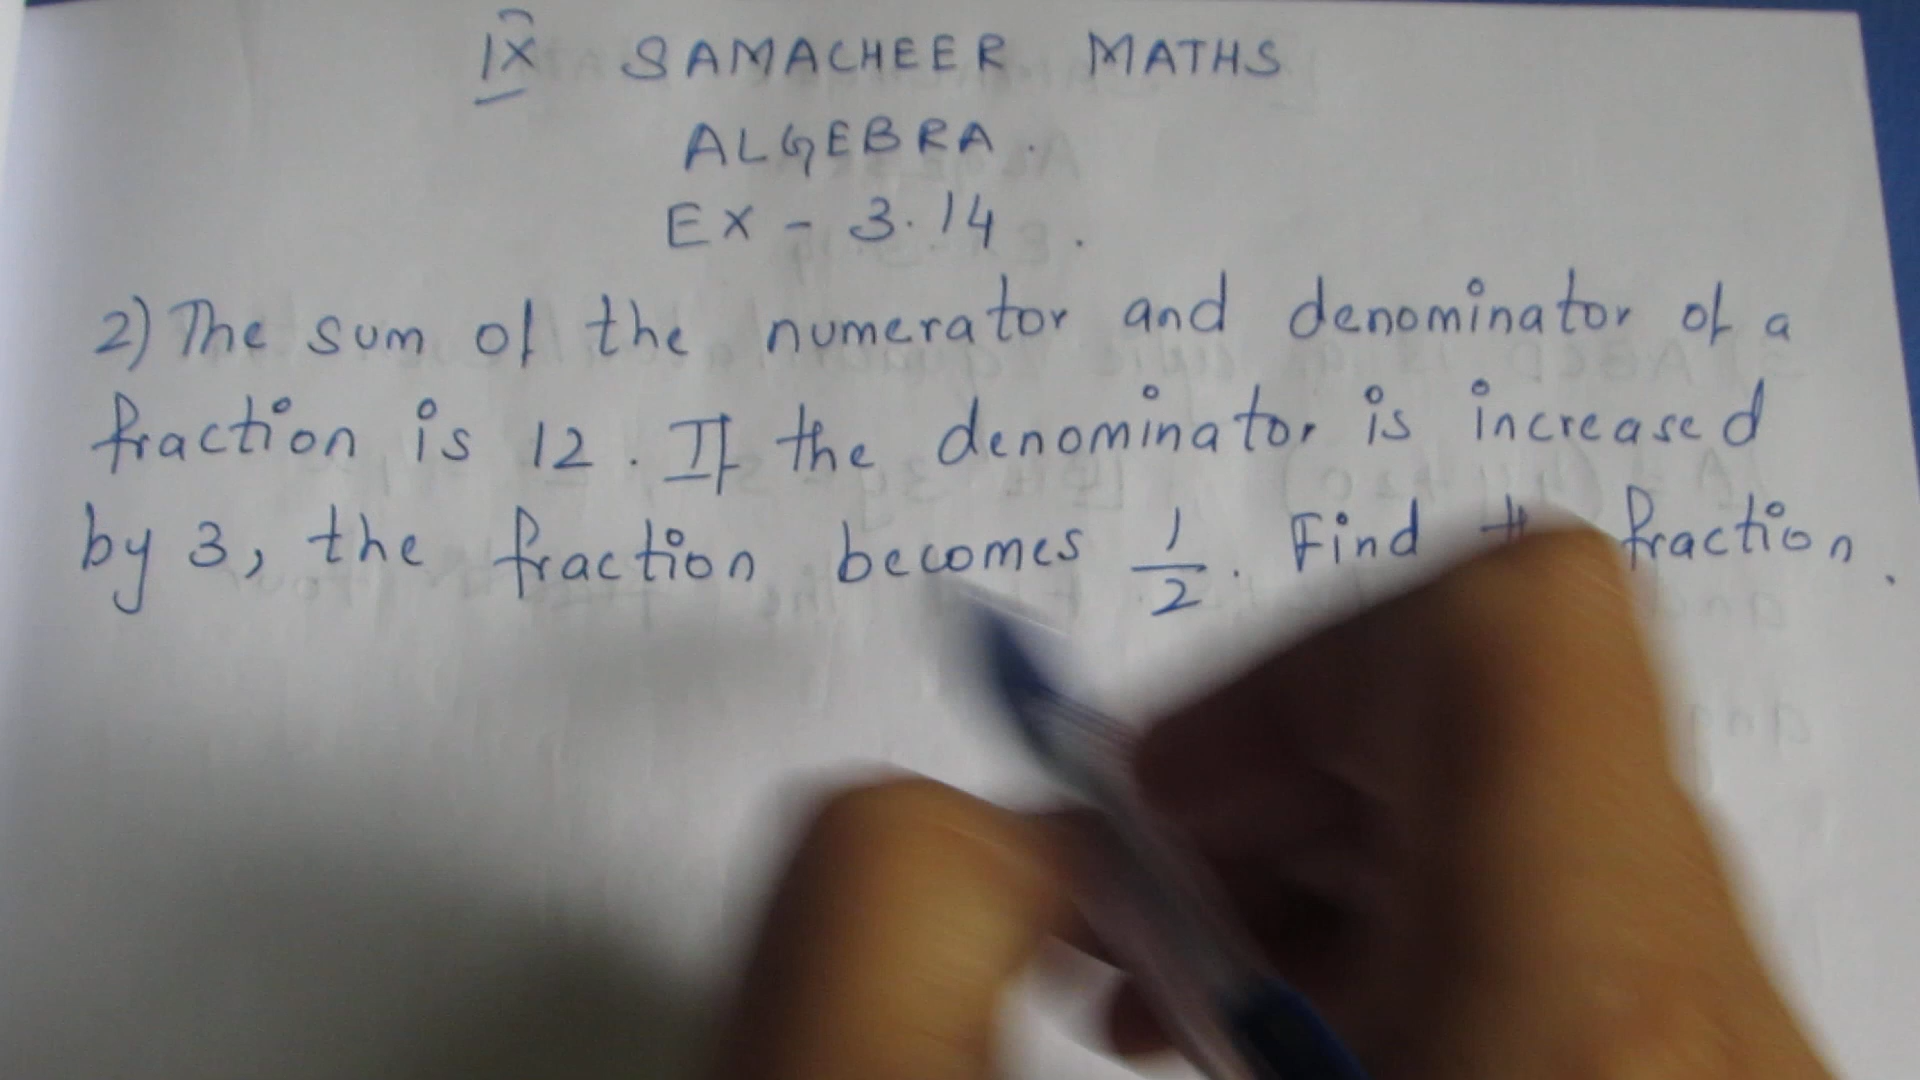 IX SAMACHEER MATHS
ALGEBRA.
EX - 3.14.
2) The sum of the numerator and denominator of a
fraction is 12. If the denominator is increased
by 3, the fraction becomes 1/2. Find fraction.